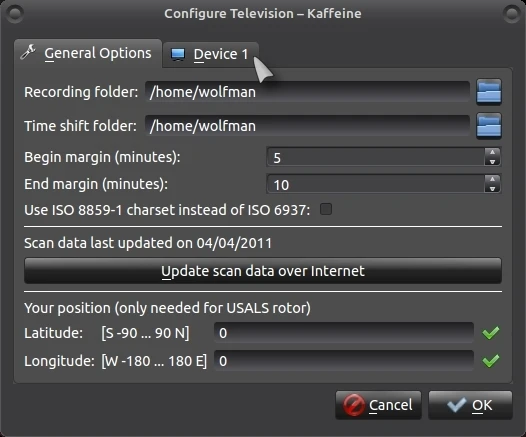 Configure Television – Kaffeine
General Options
Device 1
Recording folder: /home/wolfman
Time shift folder: /home/wolfman
Begin margin (minutes): 5
End margin (minutes): 10
Use ISO 8859-1 charset instead of ISO 6937:
Scan data last updated on 04/04/2011
Update scan data over Internet
Your position (only needed for USALS rotor)
Latitude: [S -90 ... 90 N] 0
Longitude: [W -180 ... 180 E] 0
Cancel OK